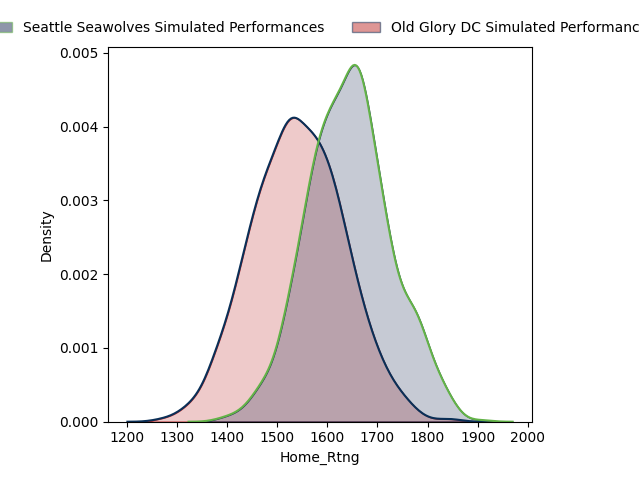 Seattle Seawolves Simulated Performances
Old Glory DC Simulated Performanc
0.005
0.004
0.003
0.002
0.001
0.000
Density
1200 1300 1400 1500 1600 1700 1800 1900 2000
Home_Rtng